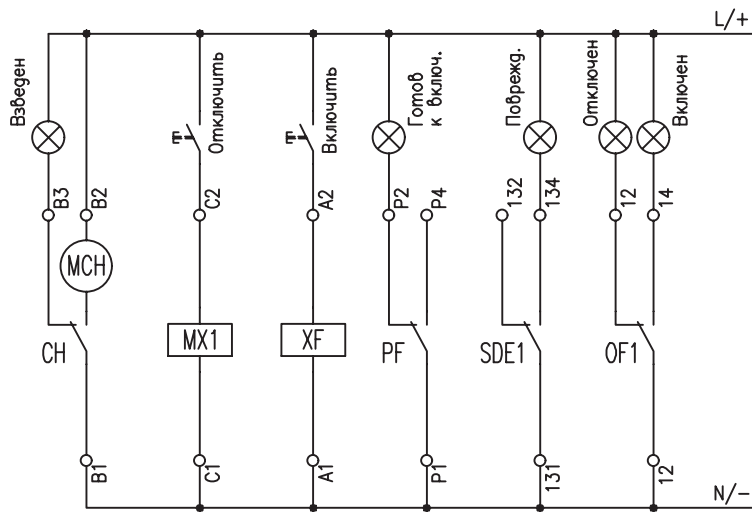 L/+
Взведен
Отключить
Включить
Готов
к включ.
Поврежд.
Отключен
Включен
B3
B2
C2
A2
P2
P4
132
134
12
14
MCH
CH
MX1
XF
PF
SDE1
OF1
B1
C1
A1
P1
131
12
N/-